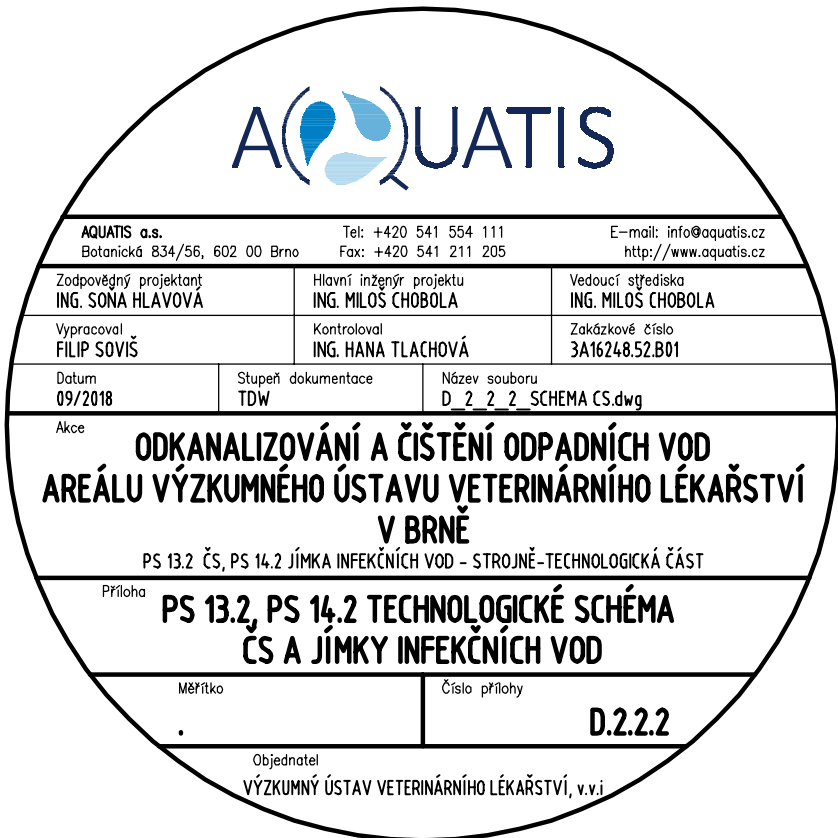 AQUATIS
AQUATIS a.s. Tel: +420 541 554 111 E-mail: info@aquatis.cz
Botanická 834/56, 602 00 Brno Fax: +420 541 211 205 http://www.aquatis.cz
Zodpovědný projektant Hlavní inženýr projektu Vedoucí střediska
ING. SOŇA HLAVOVÁ ING. MILOŠ CHOBOLA ING. MILOŠ CHOBOLA
Vypracoval Kontroloval Zakázkové číslo
FILIP SOVIŠ ING. HANA TLACHOVÁ 3A16248.52.B01
Datum Stupeň dokumentace Název souboru
09/2018 TDW D_2_2_2_SCHEMA CS.dwg
Akce
ODKANALIZOVÁNÍ A ČIŠTĚNÍ ODPADNÍCH VOD
AREÁLU VÝZKUMNÉHO ÚSTAVU VETERINÁRNÍHO LÉKAŘSTVÍ
V BRNĚ
PS 13.2 ČS, PS 14.2 JÍMKA INFEKČNÍCH VOD - STROJNĚ-TECHNOLOGICKÁ ČÁST
Příloha
PS 13.2, PS 14.2 TECHNOLOGICKÉ SCHÉMA
ČS A JÍMKY INFEKČNÍCH VOD
Měřítko Číslo přílohy
. D.2.2.2
Objednatel
VÝZKUMNÝ ÚSTAV VETERINÁRNÍHO LÉKAŘSTVÍ, v.v.i